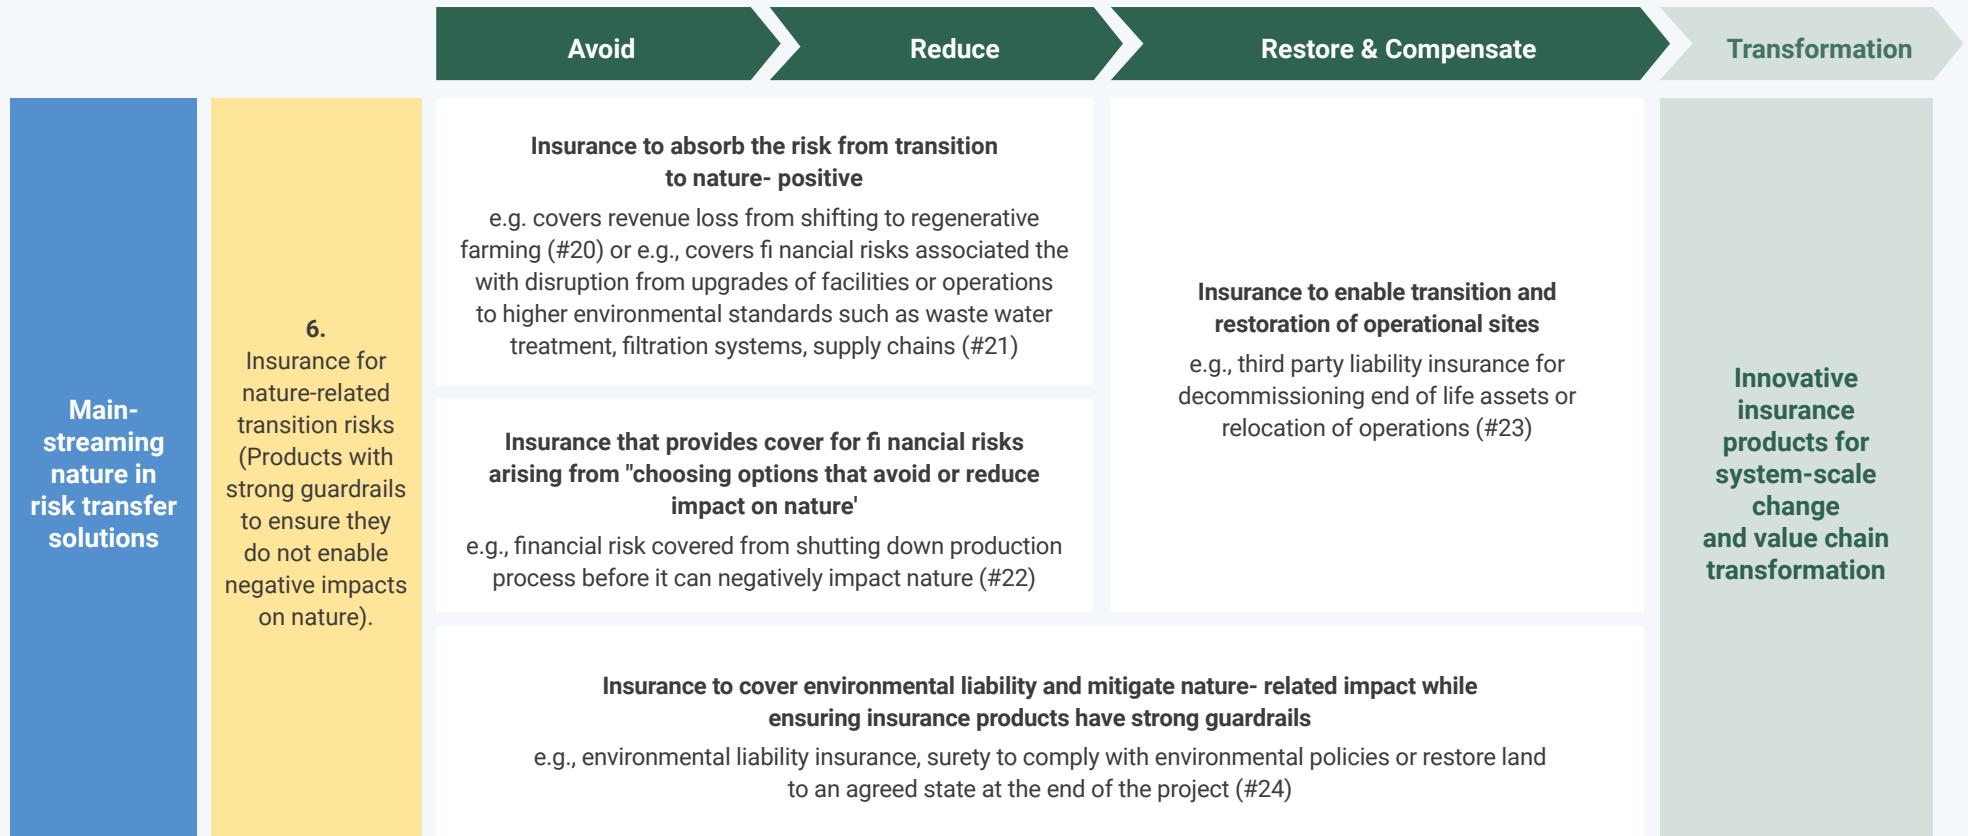 Avoid
Reduce
Restore & Compensate
Transformation
Main-
streaming
nature in
risk transfer
solutions
6.
Insurance for
nature-related
transition risks
(Products with
strong guardrails
to ensure they
do not enable
negative impacts
on nature).
Insurance to absorb the risk from transition
to nature- positive
e.g. covers revenue loss from shifting to regenerative
farming (#20) or e.g., covers fi nancial risks associated the
with disruption from upgrades of facilities or operations
to higher environmental standards such as waste water
treatment, filtration systems, supply chains (#21)
Insurance that provides cover for fi nancial risks
arising from "choosing options that avoid or reduce
impact on nature'
e.g., financial risk covered from shutting down production
process before it can negatively impact nature (#22)
Insurance to enable transition and
restoration of operational sites
e.g., third party liability insurance for
decommissioning end of life assets or
relocation of operations (#23)
Insurance to cover environmental liability and mitigate nature- related impact while
ensuring insurance products have strong guardrails
e.g., environmental liability insurance, surety to comply with environmental policies or restore land
to an agreed state at the end of the project (#24)
Innovative
insurance
products for
system-scale
change
and value chain
transformation